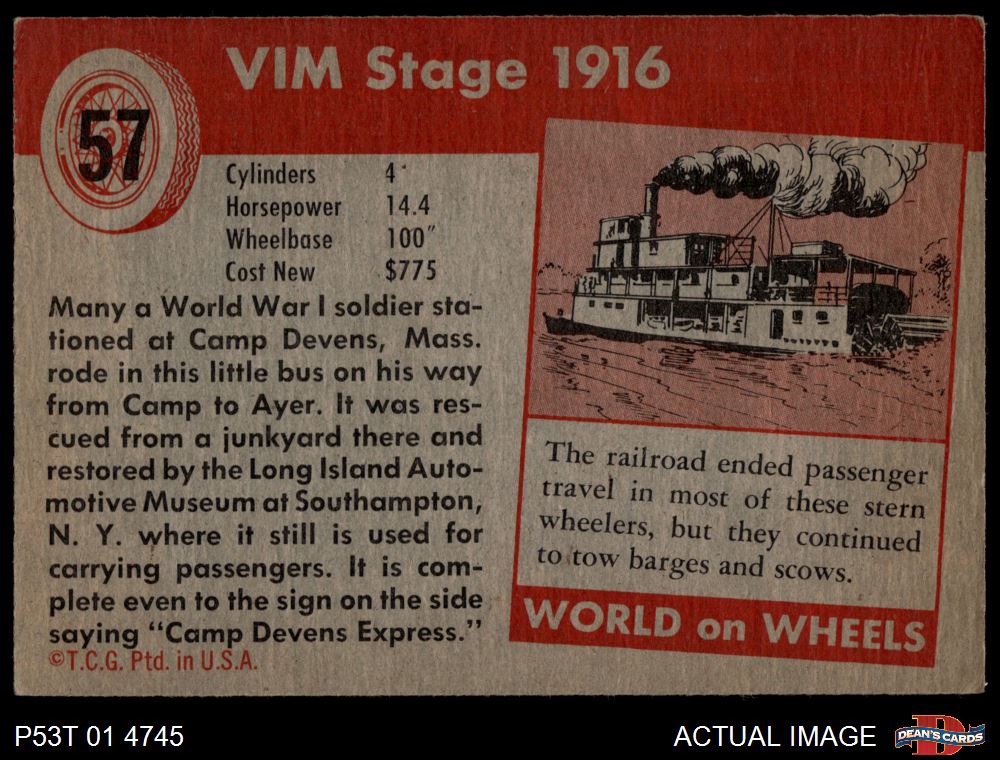 VIM Stage 1916
57
Cylinders 4
Horsepower 14.4
Wheelbase 100"
Cost New $775
Many a World War I soldier sta-
tioned at Camp Devens, Mass.
rode in this little bus on his way
from Camp to Ayer. It was res-
cued from a junkyard there and
restored by the Long Island Auto-
motive Museum at Southampton,
N. Y. where it still is used for
carrying passengers. It is com-
plete even to the sign on the side
saying "Camp Devens Express."
©T.C.G. Ptd. in U.S.A.
The railroad ended passenger
travel in most of these stern
wheelers, but they continued
to tow barges and scows.
WORLD on WHEELS
P53T 01 4745
ACTUAL IMAGE
D
DEAN'S CARDS